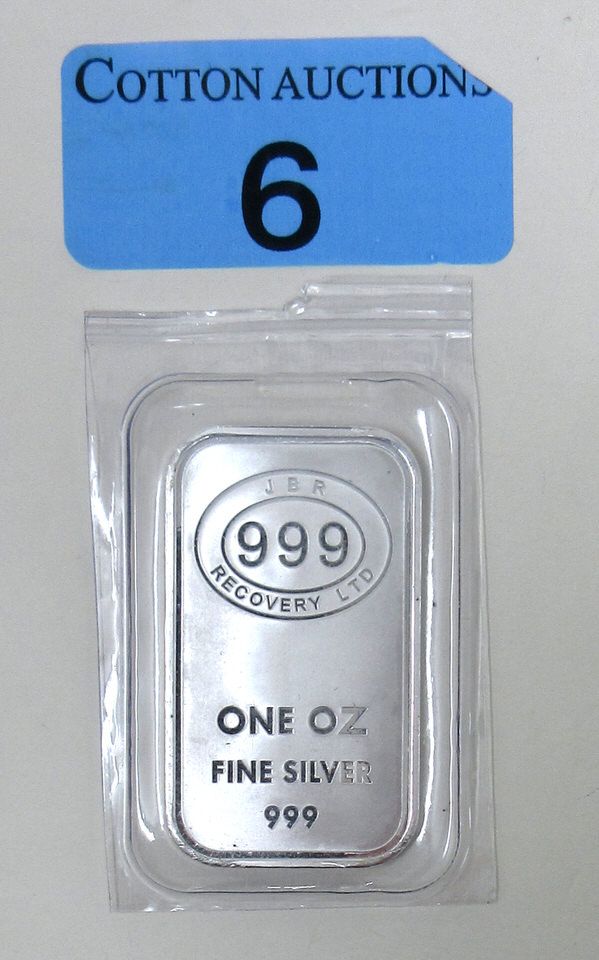 COTTON AUCTIONS
6
JBR
999
RECOVERY LTD
ONE OZ
FINE SILVER
999